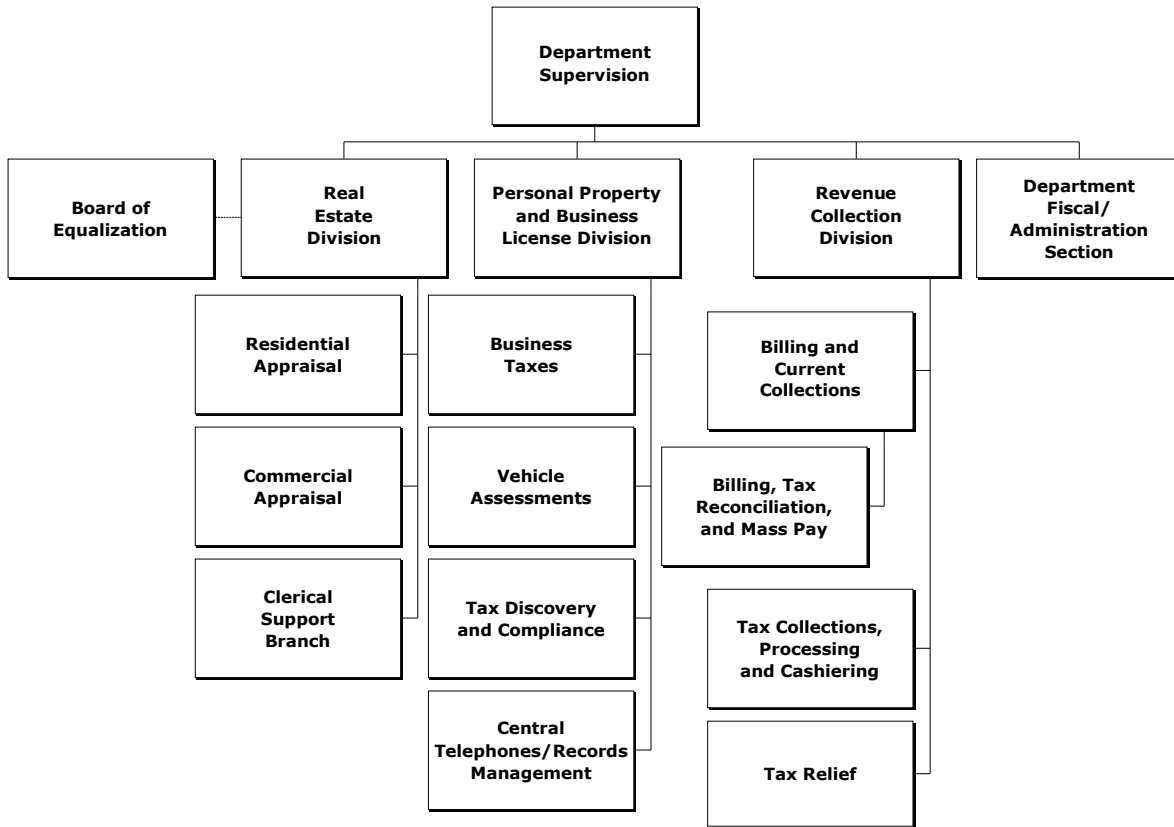 Department
Supervision
Board of
Equalization
Real
Estate
Division
Personal Property
and Business
License Division
Revenue
Collection
Division
Department
Fiscal/
Administration
Section
Residential
Appraisal
Commercial
Appraisal
Clerical
Support
Branch
Business
Taxes
Vehicle
Assessments
Tax Discovery
and Compliance
Central
Telephones/Records
Management
Billing and
Current
Collections
Billing, Tax
Reconciliation,
and Mass Pay
Tax Collections,
Processing
and Cashiering
Tax Relief